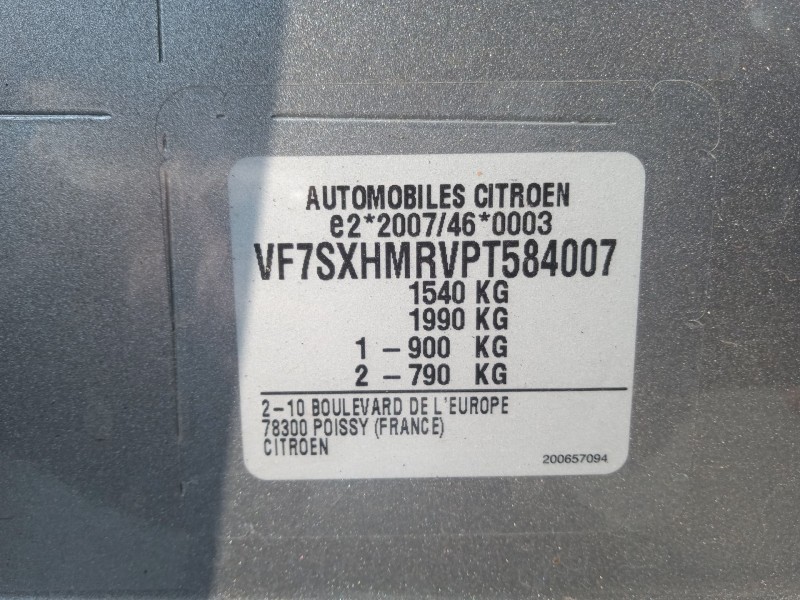 AUTOMOBILES CITROEN
e2*2007/46*0003
VF7SXHMRVPT584007
1540 KG
1990 KG
1 – 900 KG
2 – 790 KG
2-10 BOULEVARD DE L'EUROPE
78300 POISSY (FRANCE)
CITROEN
200657094